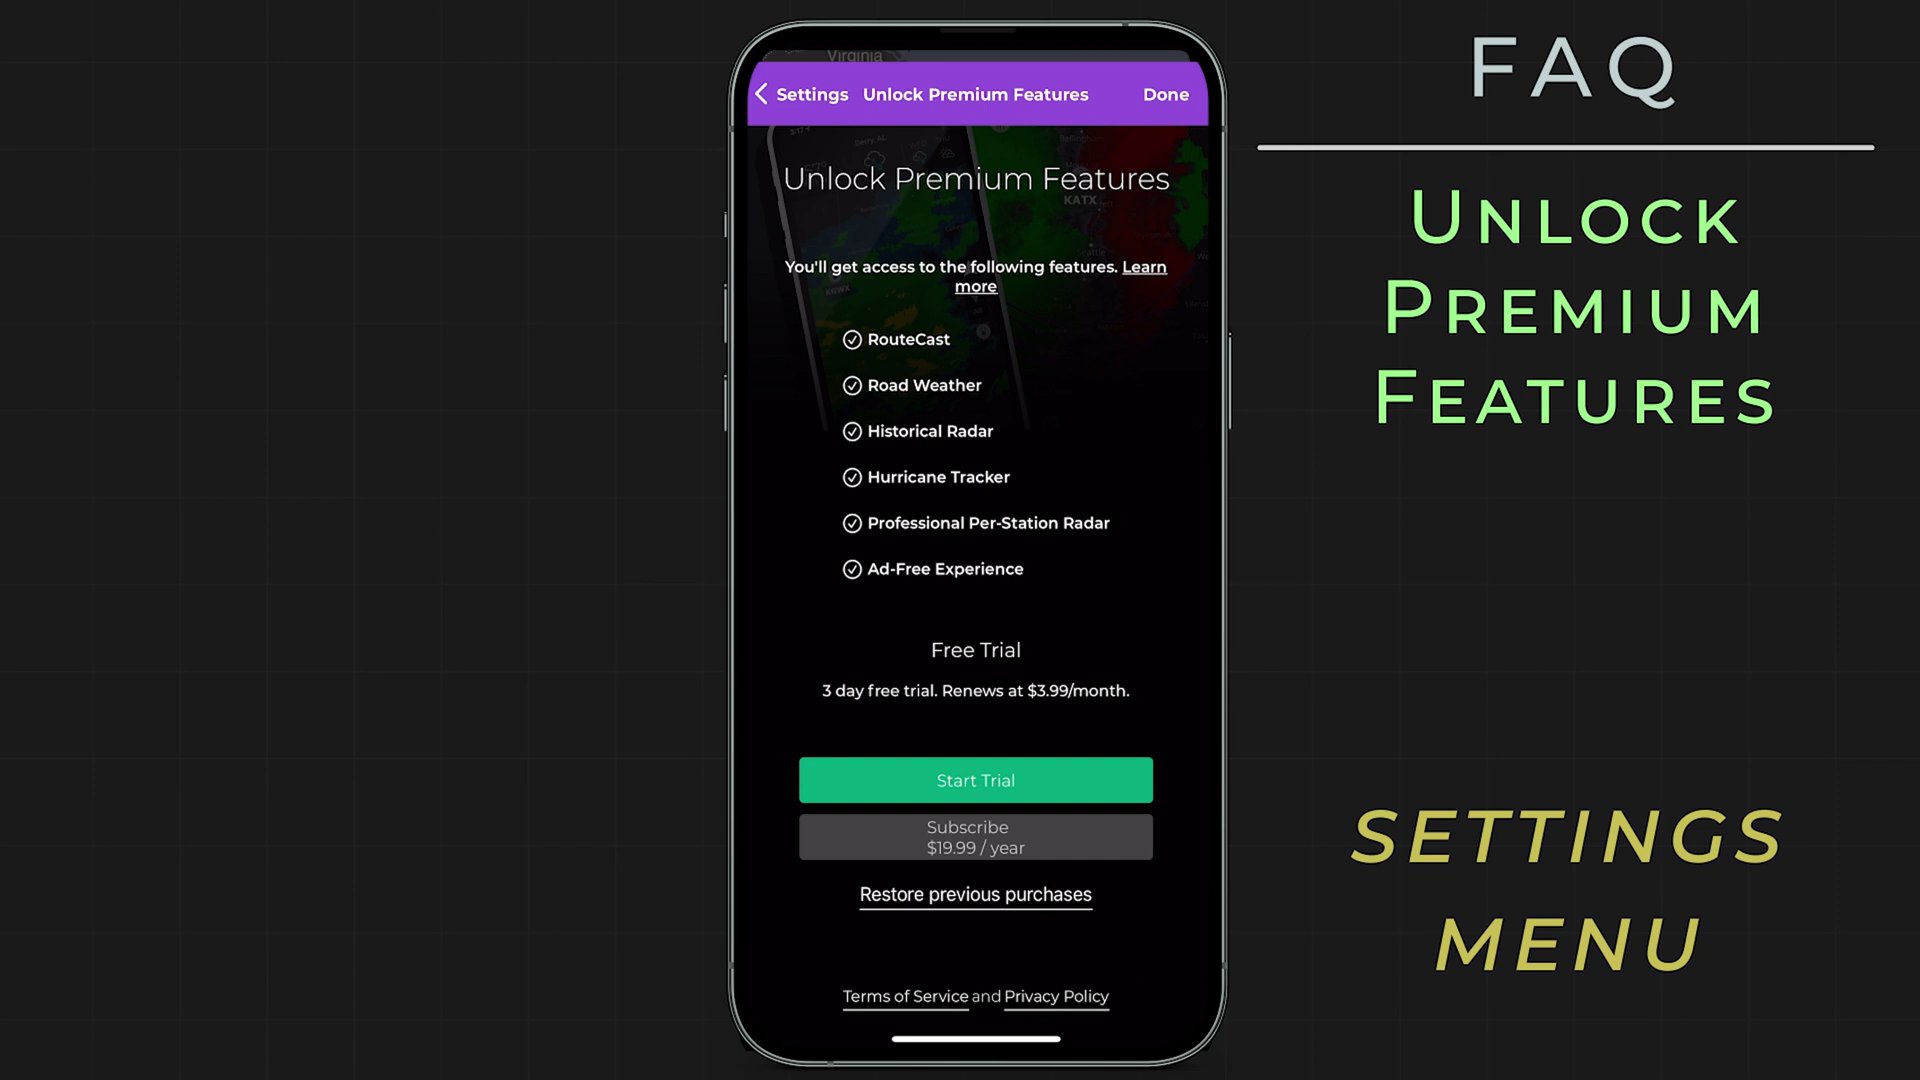 Virginia
Settings
Unlock Premium Features
Done
Unlock Premium Features
KATX
Seattle
You'll get access to the following features. Learn
more
RouteCast
Road Weather
Historical Radar
Hurricane Tracker
Professional Per-Station Radar
Ad-Free Experience
Free Trial
3 day free trial. Renews at $3.99/month.
Start Trial
Subscribe
$19.99 / year
Restore previous purchases
Terms of Service and Privacy Policy
FAQ
UNLOCK
PREMIUM
FEATURES
SETTINGS
MENU